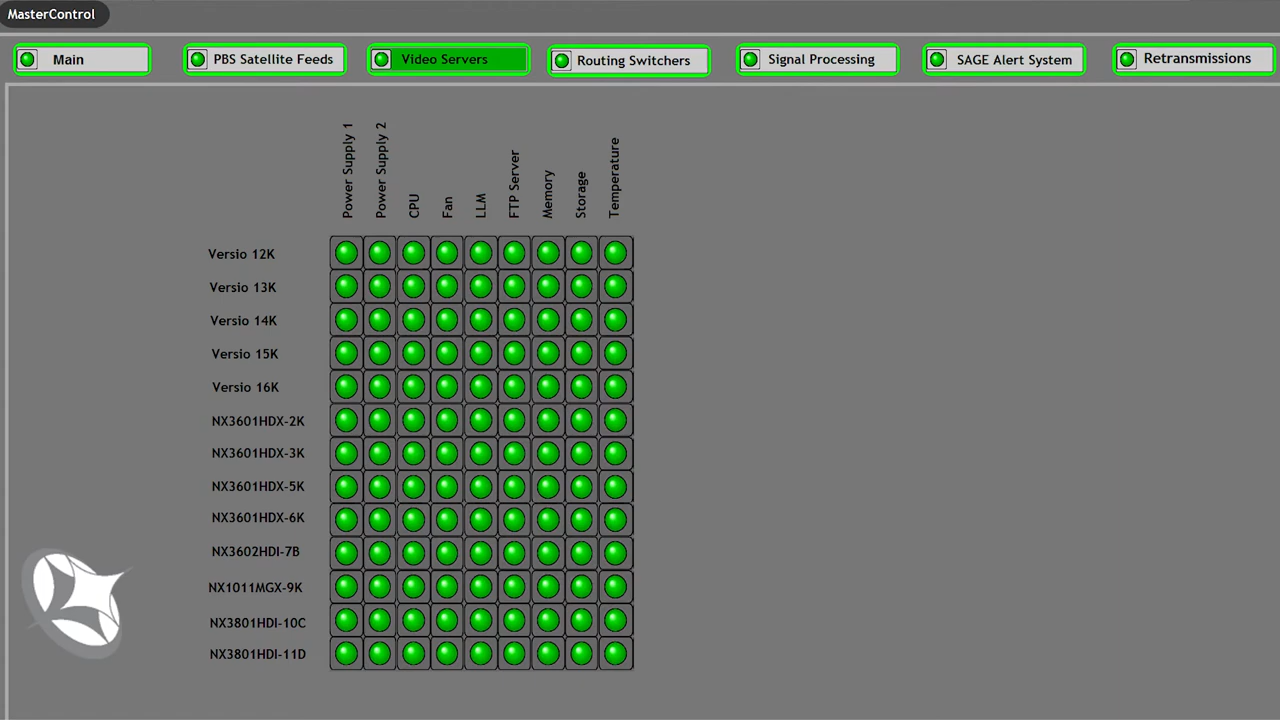 MasterControl
Main
PBS Satellite Feeds
Video Servers
Routing Switchers
Signal Processing
SAGE Alert System
Retransmissions
Power Supply 1
Power Supply 2
CPU
Fan
LLM
FTP Server
Memory
Storage
Temperature
Versio 12K
Versio 13K
Versio 14K
Versio 15K
Versio 16K
NX3601HDX-2K
NX3601HDX-3K
NX3601HDX-5K
NX3601HDX-6K
NX3602HDI-7B
NX1011MGX-9K
NX3801HDI-10C
NX3801HDI-11D